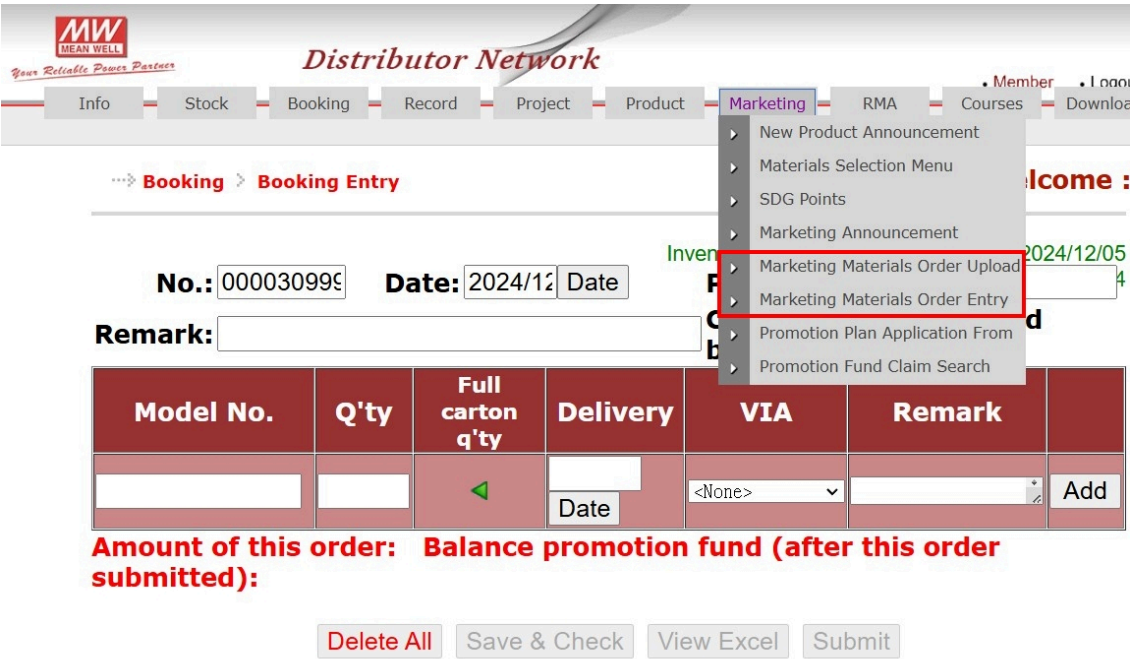 MW
MEAN WELL
Your Reliable Power Partner
Distributor Network
Member
Info Stock Booking Record Project Product Marketing RMA Courses
New Product Announcement
Materials Selection Menu
SDG Points
Marketing Announcement
Marketing Materials Order Upload
Marketing Materials Order Entry
Promotion Plan Application From
Promotion Fund Claim Search
Booking > Booking Entry
elcome :
Inven 2024/12/05
4
No.: 000030999 Date: 2024/12 Date
Remark:
d
Model No. Q'ty Full carton q'ty Delivery VIA Remark
Date <None> Add
Amount of this order: Balance promotion fund (after this order
submitted):
Delete All Save & Check View Excel Submit